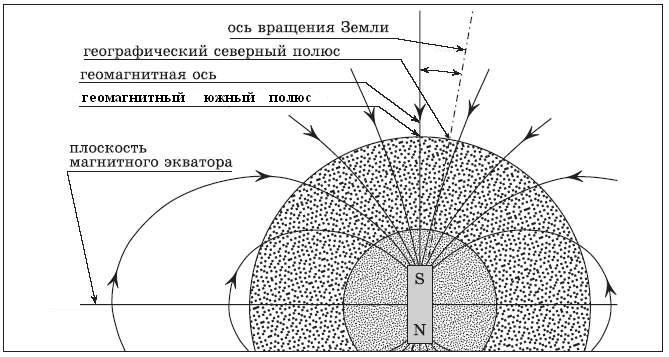 ось вращения Земли
географический северный полюс
геомагнитная ось
геомагнитный южный полюс
плоскость
магнитного экватора
S
N